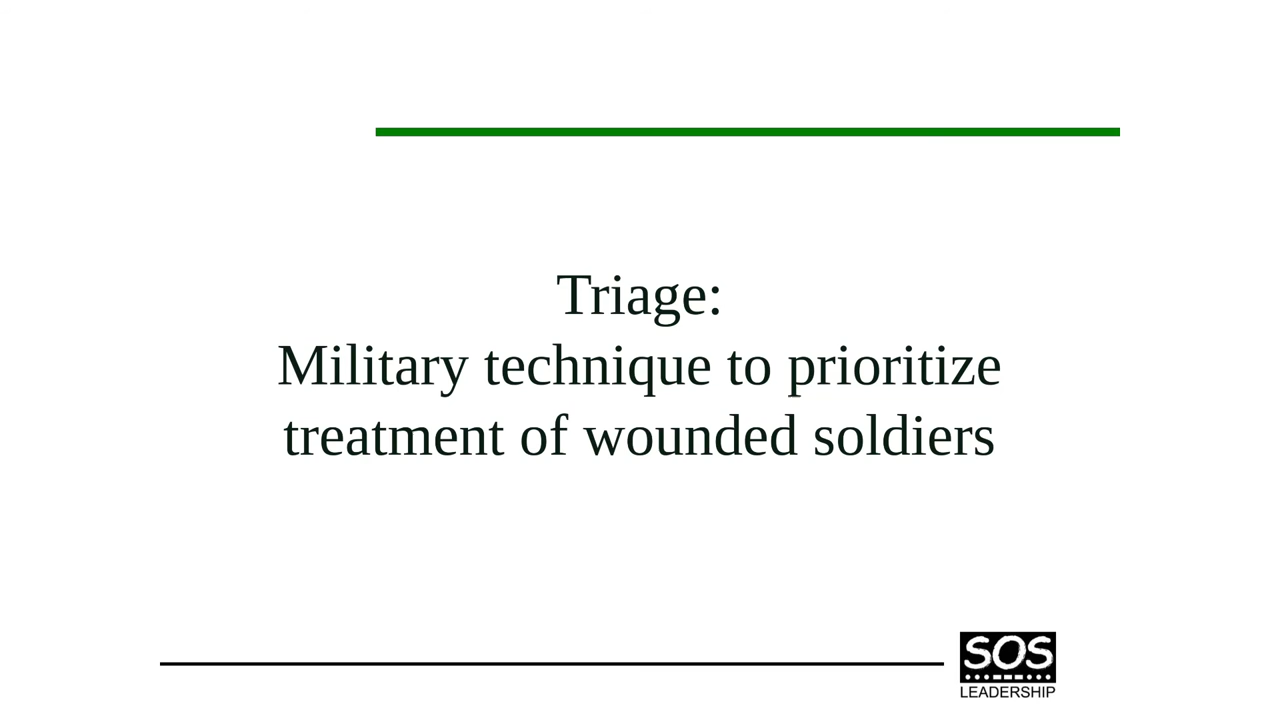 Triage:
Military technique to prioritize
treatment of wounded soldiers
SOS
LEADERSHIP